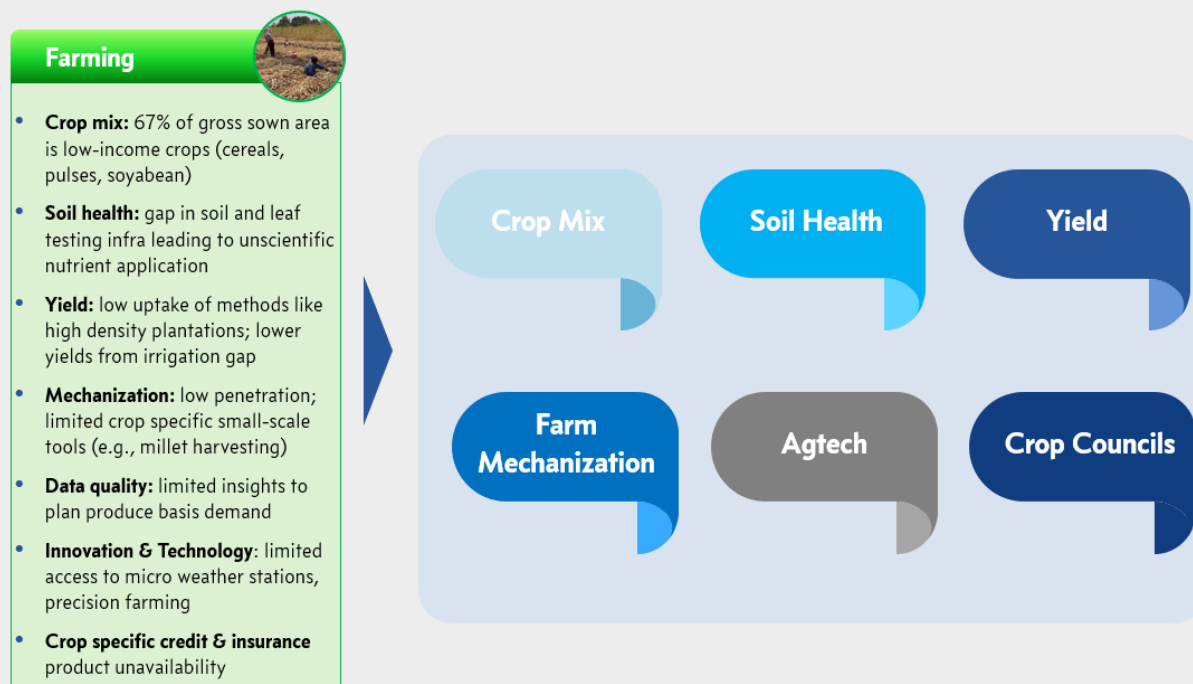 Farming
• Crop mix: 67% of gross sown area
is low-income crops (cereals,
pulses, soyabean)
• Soil health: gap in soil and leaf
testing infra leading to unscientific
nutrient application
• Yield: low uptake of methods like
high density plantations; lower
yields from irrigation gap
• Mechanization: low penetration;
limited crop specific small-scale
tools (e.g., millet harvesting)
• Data quality: limited insights to
plan produce basis demand
• Innovation & Technology: limited
access to micro weather stations,
precision farming
• Crop specific credit & insurance
product unavailability
Crop Mix
Soil Health
Yield
Farm
Mechanization
Agtech
Crop Councils